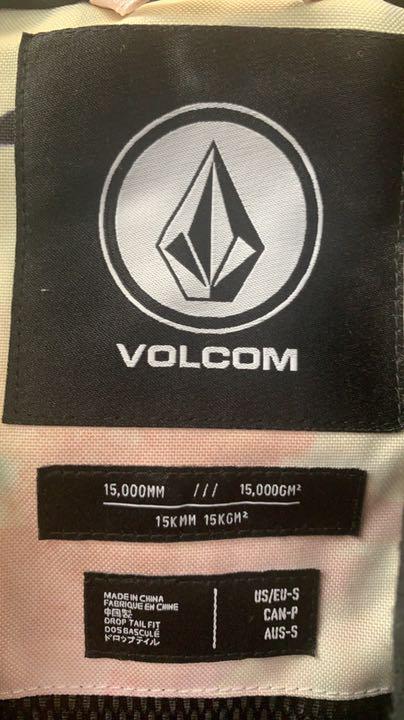 VOLCOM
15,000MM /// 15,000GM²
15KMM 15KGM²
MADE IN CHINA
FABRIQUE EN CHINE
中国製
DROP TAIL FIT
DOS BASCULÉ
ドロップテイル
US/EU-S
CAN-P
AUS-S